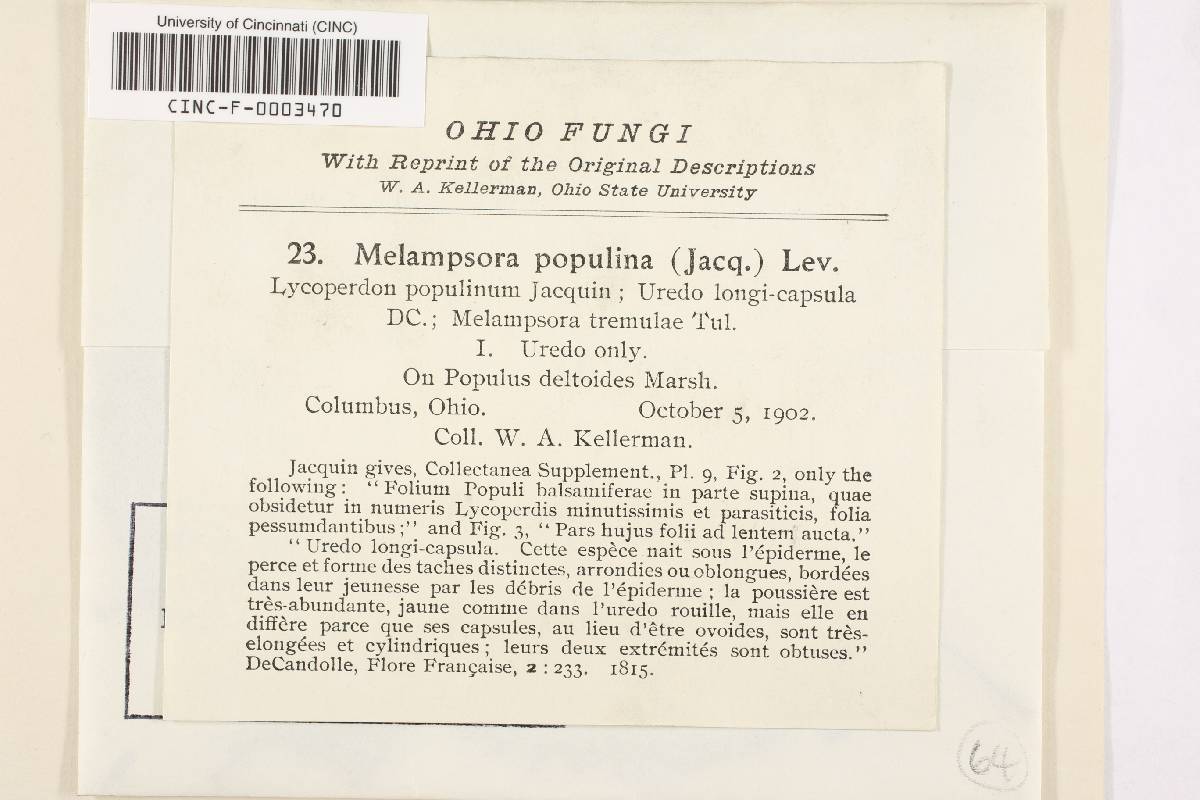 University of Cincinnati (CINC)
CINC-F-0003470
OHIO FUNGI
With Reprint of the Original Descriptions
W. A. Kellerman, Ohio State University
23. Melampsora populina (Jacq.) Lev.
Lycoperdon populinum Jacquin ; Uredo longi-capsula
DC.; Melampsora tremulae Tul.
I. Uredo only.
On Populus deltoides Marsh.
Columbus, Ohio. October 5, 1902.
Coll. W. A. Kellerman.
Jacquin gives, Collectanea Supplement., Pl. 9, Fig. 2, only the
following: “Folium Populi balsamiferae in parte supina, quae
obsidetur in numeris Lycoperdis minutissimis et parasiticis, folia
pessumdantibus;” and Fig. 3, “Pars hujus folii ad lentem aucta.”
“Uredo longi-capsula. Cette espèce nait sous l'épiderme, le
perce et forme des taches distinctes, arrondies ou oblongues, bordées
dans leur jeunesse par les débris de l'épiderme ; la poussière est
très-abundante, jaune comme dans l'uredo rouille, mais elle en
diffère parce que ses capsules, au lieu d'être ovoides, sont très-
elongées et cylindriques ; leurs deux extrémités sont obtuses.”
DeCandolle, Flore Française, 2 : 233. 1815.
64